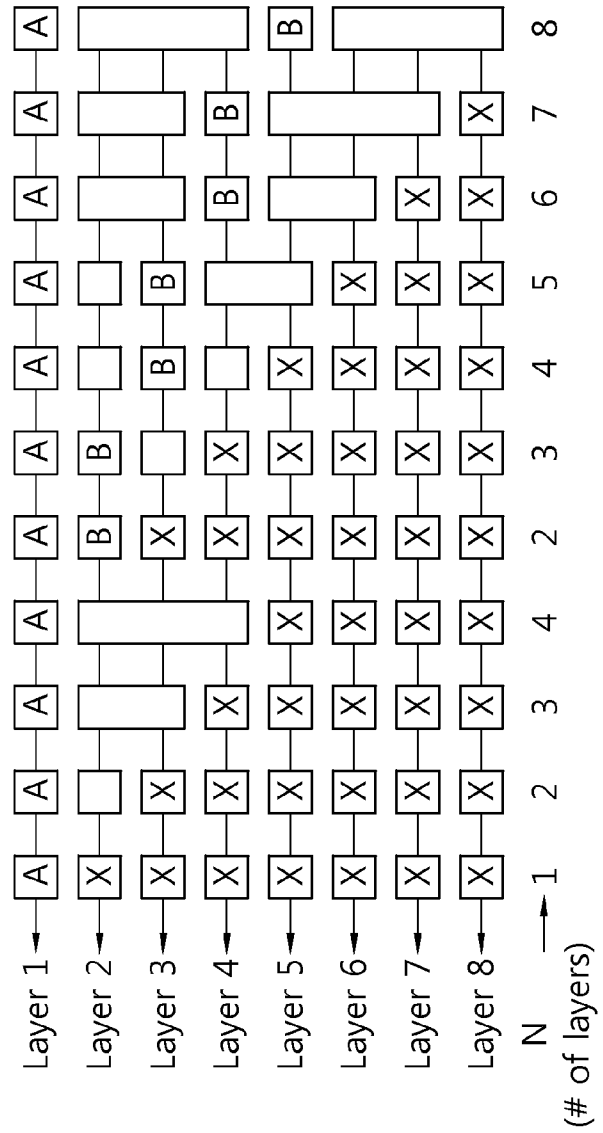 Layer 1 A A A A A A A A A A A
Layer 2 X B B
Layer 3 X X X B B
Layer 4 X X X X X B B
Layer 5 X X X X X X X B
Layer 6 X X X X X X X X
Layer 7 X X X X X X X X X
Layer 8 X X X X X X X X X X
N 1 2 3 4 2 3 4 5 6 7 8
(# of layers)